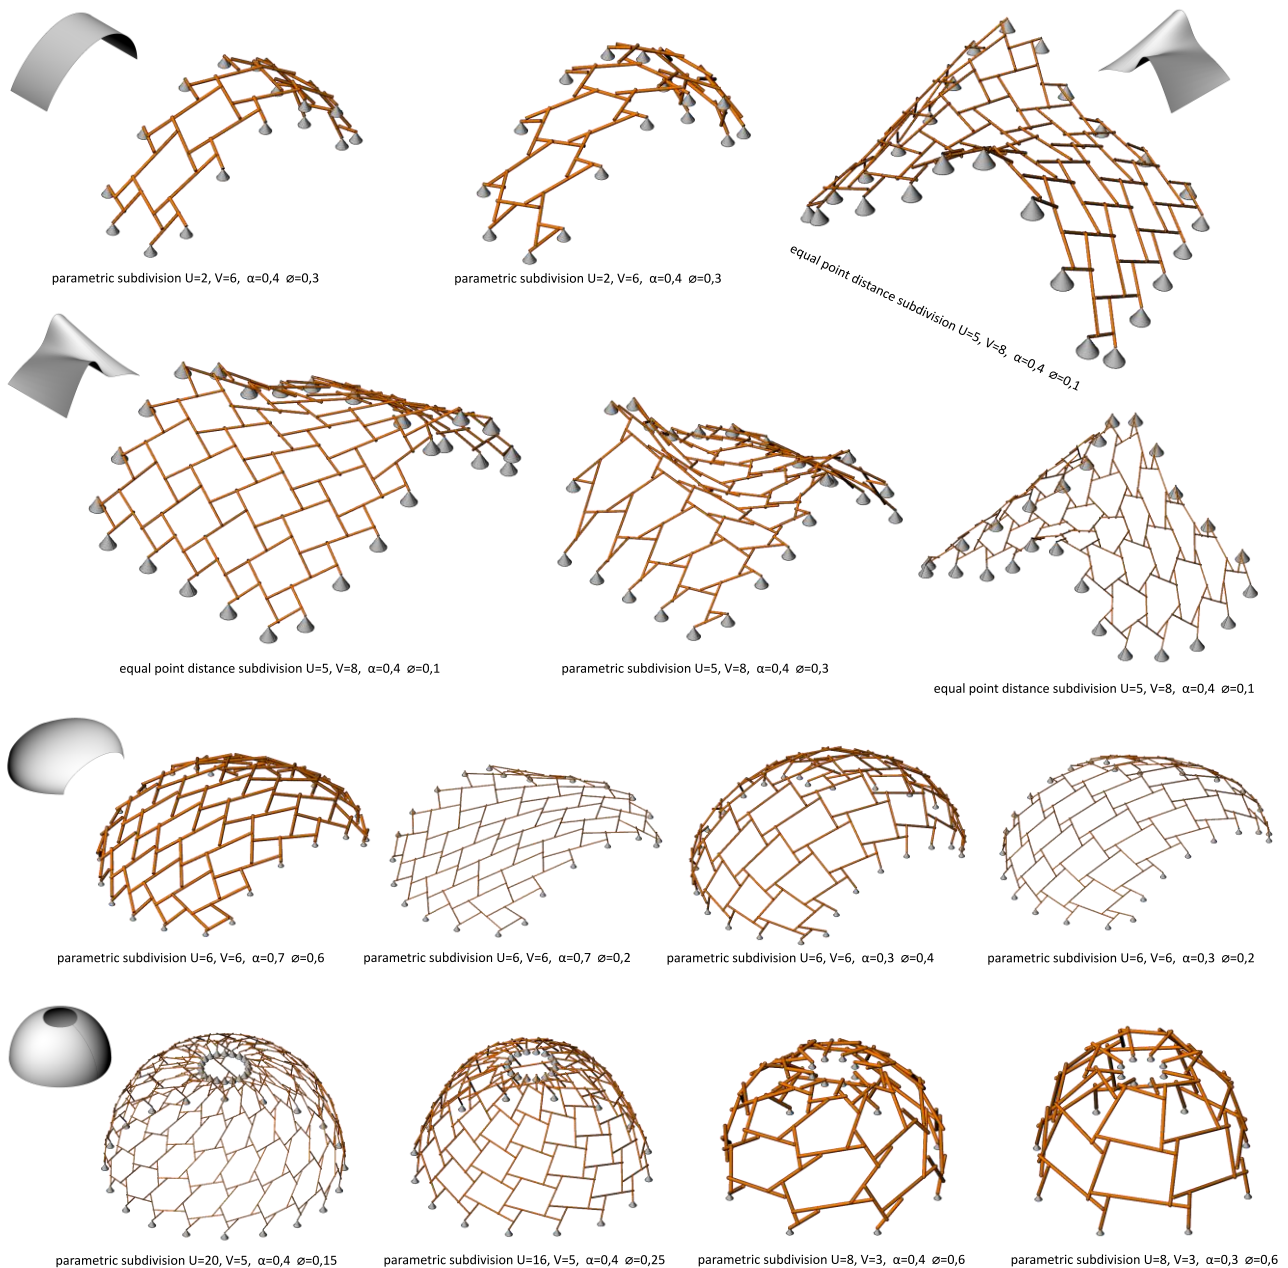 parametric subdivision U=2, V=6, α=0,4 ⌀=0,3
parametric subdivision U=2, V=6, α=0,4 ⌀=0,3
equal point distance subdivision U=5, V=8, α=0,4 ⌀=0,1
equal point distance subdivision U=5, V=8, α=0,4 ⌀=0,1
parametric subdivision U=5, V=8, α=0,4 ⌀=0,3
equal point distance subdivision U=5, V=8, α=0,4 ⌀=0,1
parametric subdivision U=6, V=6, α=0,7 ⌀=0,6
parametric subdivision U=6, V=6, α=0,7 ⌀=0,2
parametric subdivision U=6, V=6, α=0,3 ⌀=0,4
parametric subdivision U=6, V=6, α=0,3 ⌀=0,2
parametric subdivision U=20, V=5, α=0,4 ⌀=0,15
parametric subdivision U=16, V=5, α=0,4 ⌀=0,25
parametric subdivision U=8, V=3, α=0,4 ⌀=0,6
parametric subdivision U=8, V=3, α=0,3 ⌀=0,6